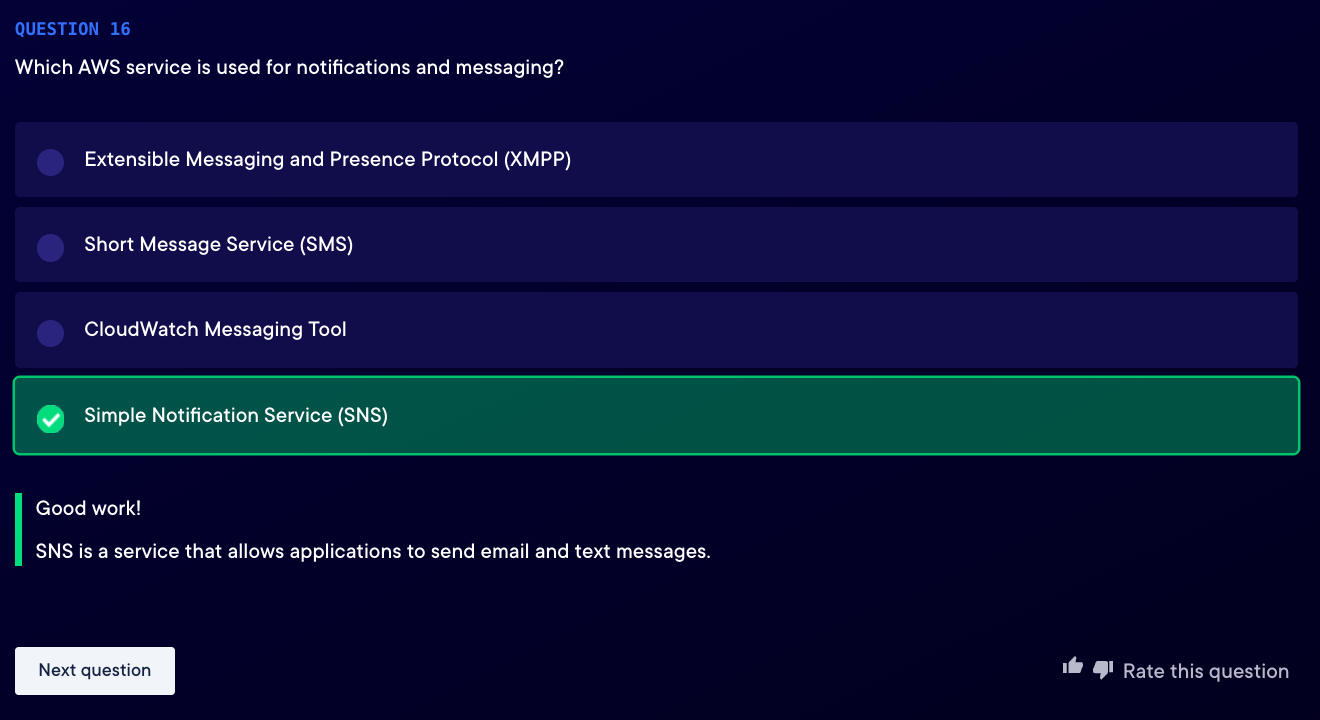 QUESTION 16
Which AWS service is used for notifications and messaging?
Extensible Messaging and Presence Protocol (XMPP)
Short Message Service (SMS)
CloudWatch Messaging Tool
Simple Notification Service (SNS)
Good work!
SNS is a service that allows applications to send email and text messages.
Next question
Rate this question